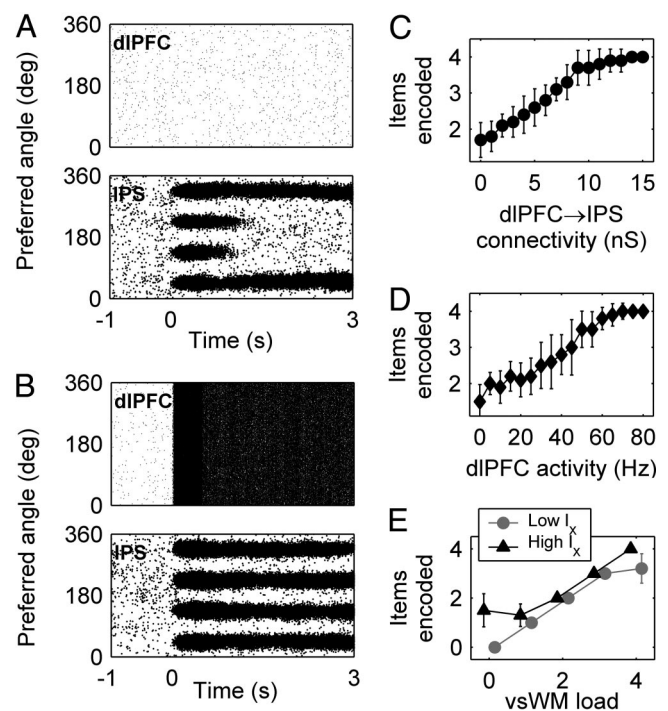 A
360
dlPFC
180
0
Preferred angle (deg)
360
IPS
180
0
-1
0
3
Time (s)
B
360
dlPFC
180
0
Preferred angle (deg)
360
IPS
180
0
-1
0
3
Time (s)
C
Items
encoded
4
3
2
0
5
10
15
dlPFC→IPS
connectivity (nS)
D
Items
encoded
4
3
2
0
20
40
60
80
dlPFC activity (Hz)
E
Low Ix
High Ix
Items
encoded
4
2
0
0
2
4
vsWM load